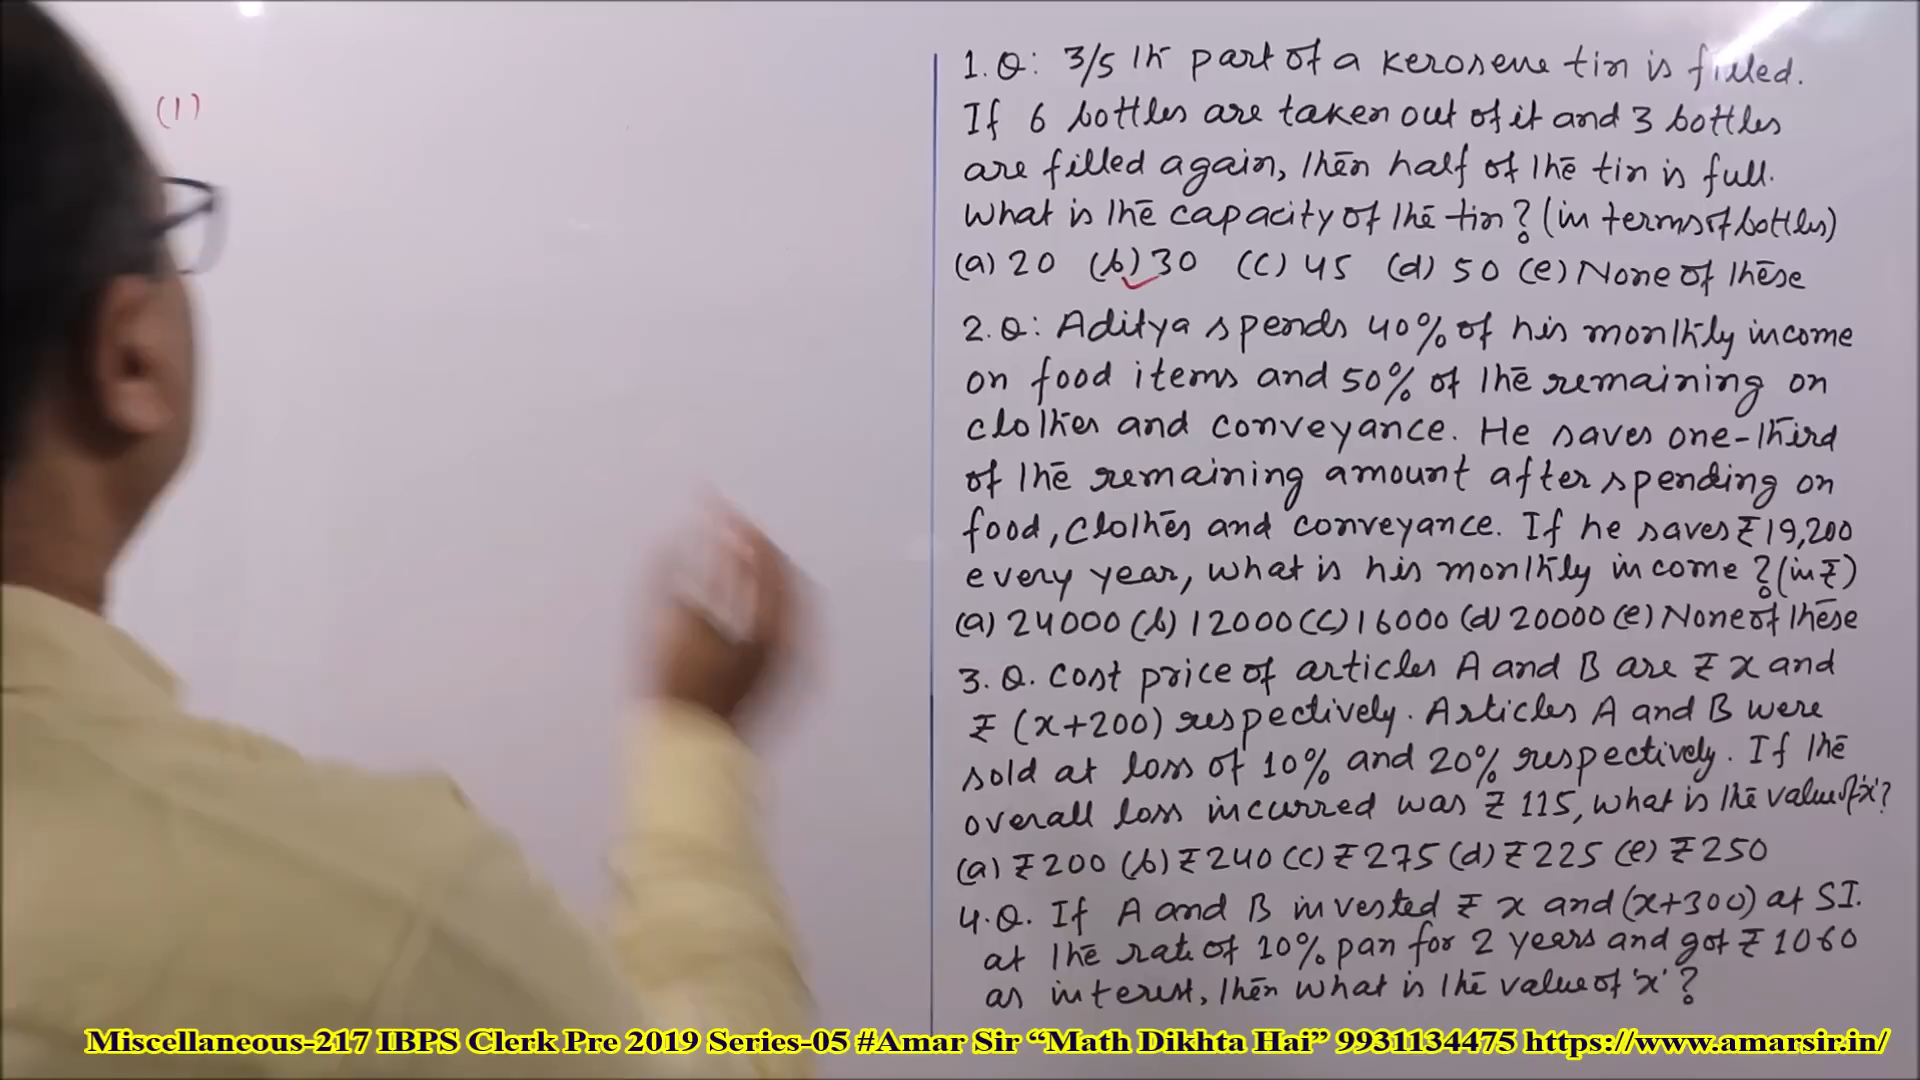 (1)
1. Q: 3/5 th part of a kerosene tin is filled.
If 6 bottles are taken out of it and 3 bottles
are filled again, then half of the tin is full.
What is the capacity of the tin? (in terms of bottles)
(a) 20 (b) 30 (c) 45 (d) 50 (e) None of these
2. Q: Aditya spends 40% of his monthly income
on food items and 50% of the remaining on
clothes and conveyance. He saves one-third
of the remaining amount after spending on
food, clothes and conveyance. If he saves ₹ 19,200
every year, what is his monthly income? (in ₹)
(a) 24000 (b) 12000 (c) 16000 (d) 20000 (e) None of these
3. Q. Cost price of articles A and B are ₹ x and
₹ (x+200) respectively. Articles A and B were
sold at loss of 10% and 20% respectively. If the
overall loss incurred was ₹ 115, what is the value of 'x'?
(a) ₹200 (b) ₹240 (c) ₹275 (d) ₹225 (e) ₹250
4. Q. If A and B invested ₹ x and (x+300) at SI.
at the rate of 10% pan for 2 years and got ₹ 1060
as interest, then what is the value of 'x'?
Miscellaneous-217 IBPS Clerk Pre 2019 Series-05 #Amar Sir “Math Dikhta Hai” 9931134475 https://www.amarsir.in/